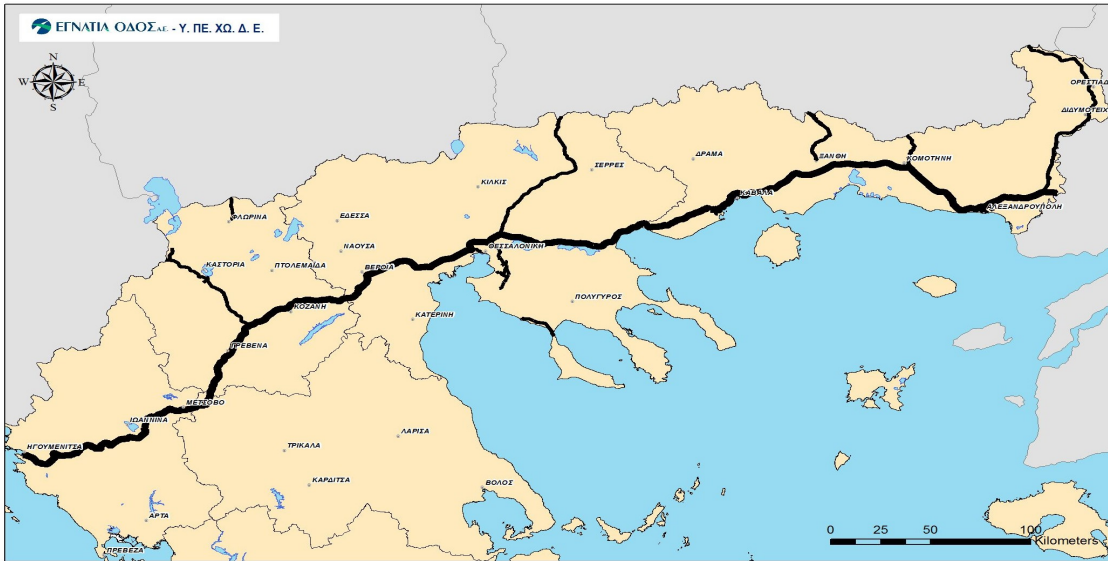 ΕΓΝΑΤΙΑ ΟΔΟΣ Α.Ε. - Υ. ΠΕ. ΧΩ. Δ. Ε.
N
W E
S
ΟΡΕΣΤΙΑΔ
ΔΙΔΥΜΟΤΕΙΧ
ΞΑΝΘΗ
ΚΟΜΟΤΗΝΗ
ΔΡΑΜΑ
ΣΕΡΡΕΣ
ΚΙΛΚΙΣ
ΚΑΒΑΛΑ
ΑΛΕΞΑΝΔΡΟΥΠΟΛΗ
ΦΛΩΡΙΝΑ
ΕΔΕΣΣΑ
ΝΑΟΥΣΑ
ΘΕΣΣΑΛΟΝΙΚΗ
ΚΑΣΤΟΡΙΑ
ΠΤΟΛΕΜΑΙΔΑ
ΒΕΡΟΙΑ
ΠΟΛΥΓΥΡΟΣ
ΚΟΖΑΝΗ
ΚΑΤΕΡΙΝΗ
ΓΡΕΒΕΝΑ
ΜΕΤΣΟΒΟ
ΙΩΑΝΝΙΝΑ
ΗΓΟΥΜΕΝΙΤΣΑ
ΛΑΡΙΣΑ
ΤΡΙΚΑΛΑ
ΚΑΡΔΙΤΣΑ
ΒΟΛΟΣ
ΑΡΤΑ
ΠΡΕΒΕΖΑ
0 25 50 100
Kilometers